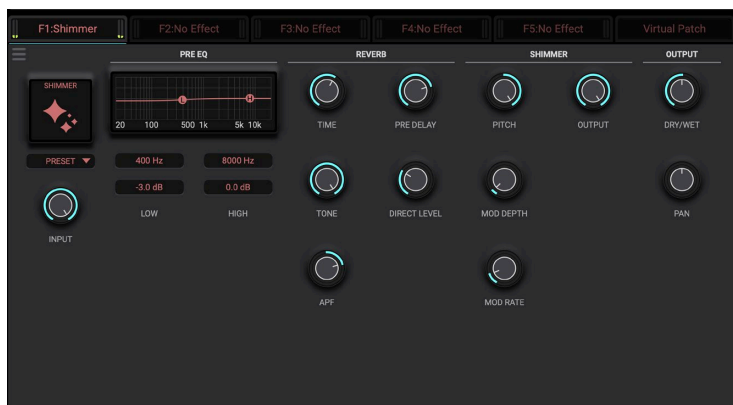 F1:Shimmer
F2:No Effect
F3:No Effect
F4:No Effect
F5:No Effect
Virtual Patch
PRE EQ
REVERB
SHIMMER
OUTPUT
SHIMMER
L
H
20 100 500 1k 5k 10k
TIME
PRE DELAY
PITCH
OUTPUT
DRY/WET
PRESET
400 Hz
8000 Hz
-3.0 dB
0.0 dB
LOW
HIGH
INPUT
TONE
DIRECT LEVEL
MOD DEPTH
PAN
APF
MOD RATE